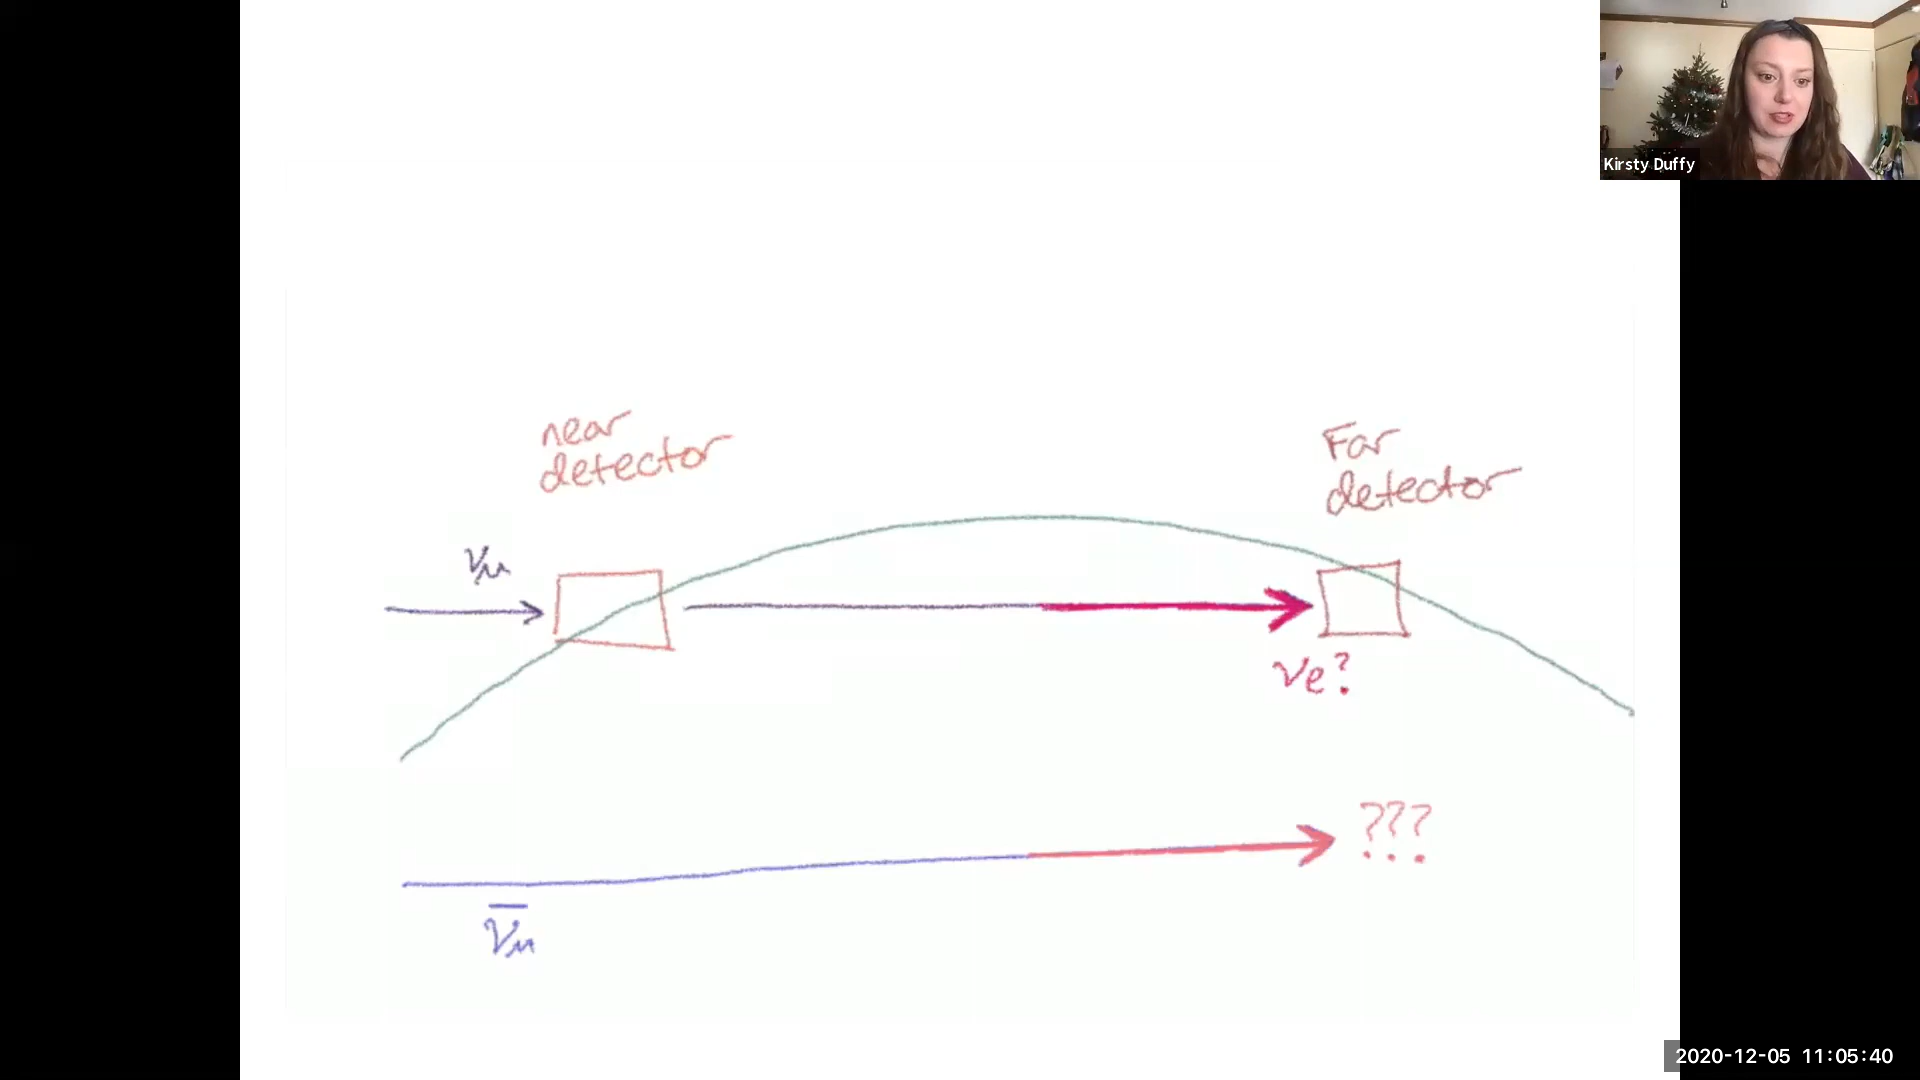 Kirsty Duffy
near
detector
Far
detector
νμ
νe?
???
ν̅μ
2020-12-05 11:05:40